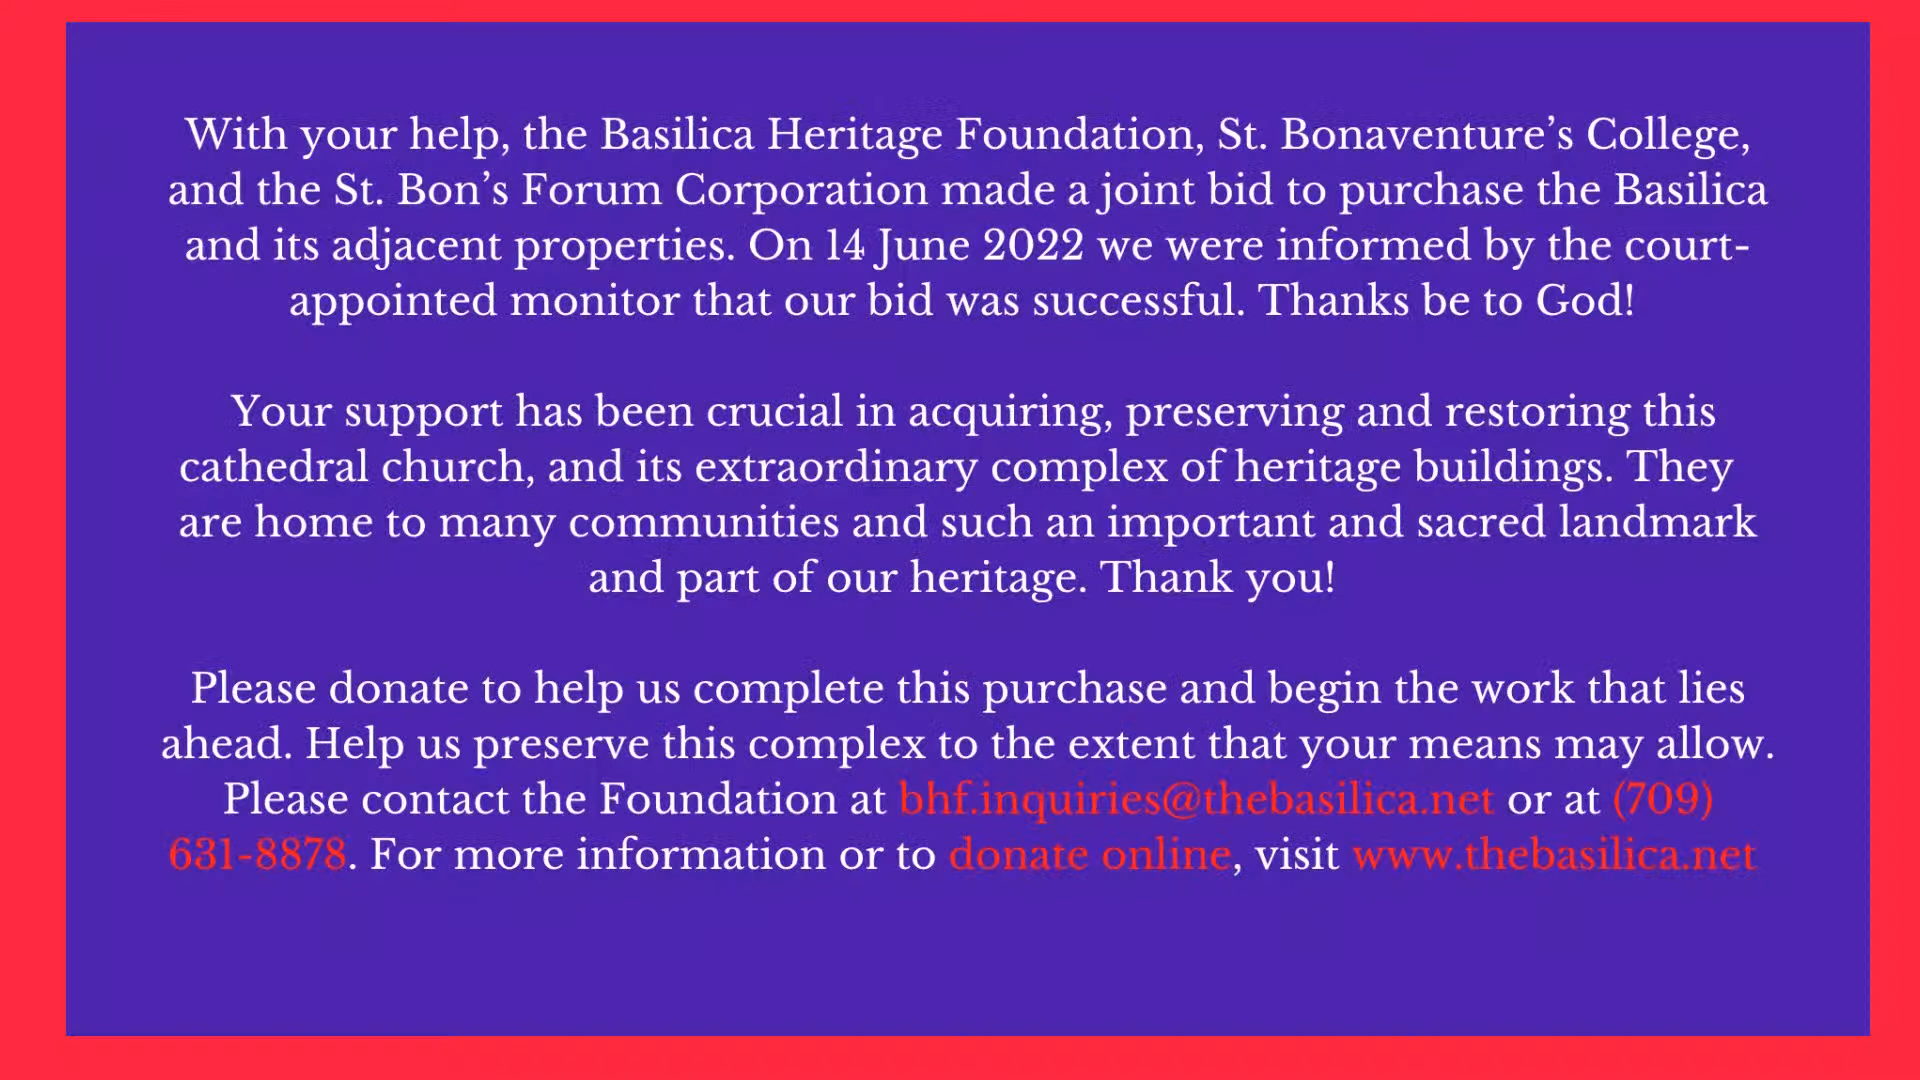 With your help, the Basilica Heritage Foundation, St. Bonaventure’s College,
and the St. Bon’s Forum Corporation made a joint bid to purchase the Basilica
and its adjacent properties. On 14 June 2022 we were informed by the court-
appointed monitor that our bid was successful. Thanks be to God!
Your support has been crucial in acquiring, preserving and restoring this
cathedral church, and its extraordinary complex of heritage buildings. They
are home to many communities and such an important and sacred landmark
and part of our heritage. Thank you!
Please donate to help us complete this purchase and begin the work that lies
ahead. Help us preserve this complex to the extent that your means may allow.
Please contact the Foundation at bhf.inquiries@thebasilica.net or at (709)
631-8878. For more information or to donate online, visit www.thebasilica.net